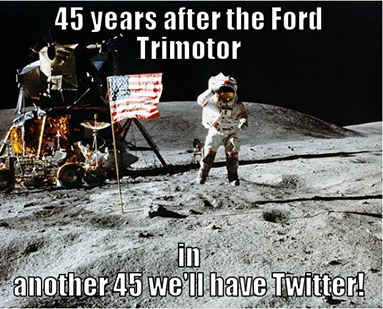 45 years after the Ford
Trimotor
in
another 45 we'll have Twitter!